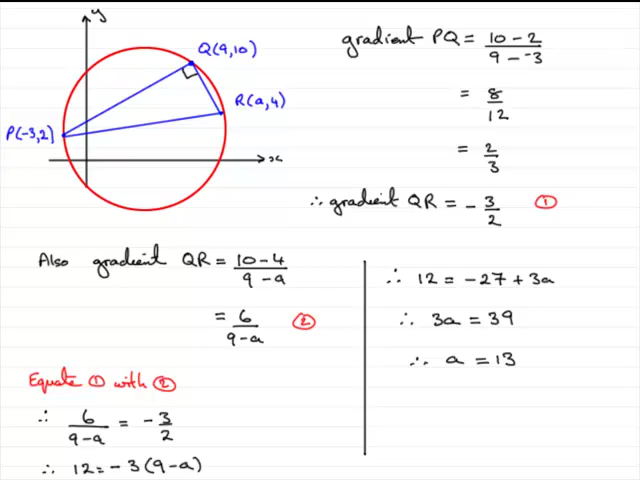 y
Q(9,10)
R(a,4)
P(-3,2)
x
gradient PQ = 10 - 2 / 9 - -3
= 8 / 12
= 2 / 3
∴ gradient QR = - 3 / 2 ①
Also gradient QR = 10 - 4 / 9 - a
= 6 / 9 - a ②
Equate ① with ②
∴ 6 / 9 - a = - 3 / 2
∴ 12 = - 3 (9 - a)
∴ 12 = - 27 + 3a
∴ 3a = 39
∴ a = 13